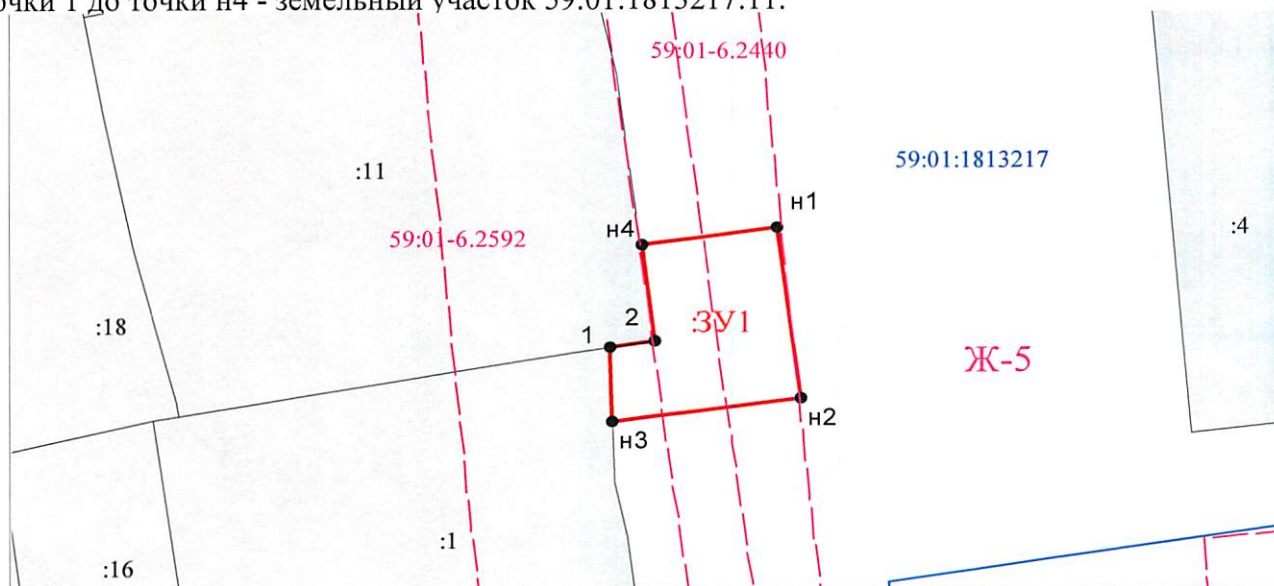 очки 1 до точки н4 - земельный участок 59:01:1813217:11.
59:01-6.2440
59:01:1813217
:11
н1
:4
н4
59:01-6.2592
:18
2
:ЗУ1
1
Ж-5
н2
н3
:1
:16